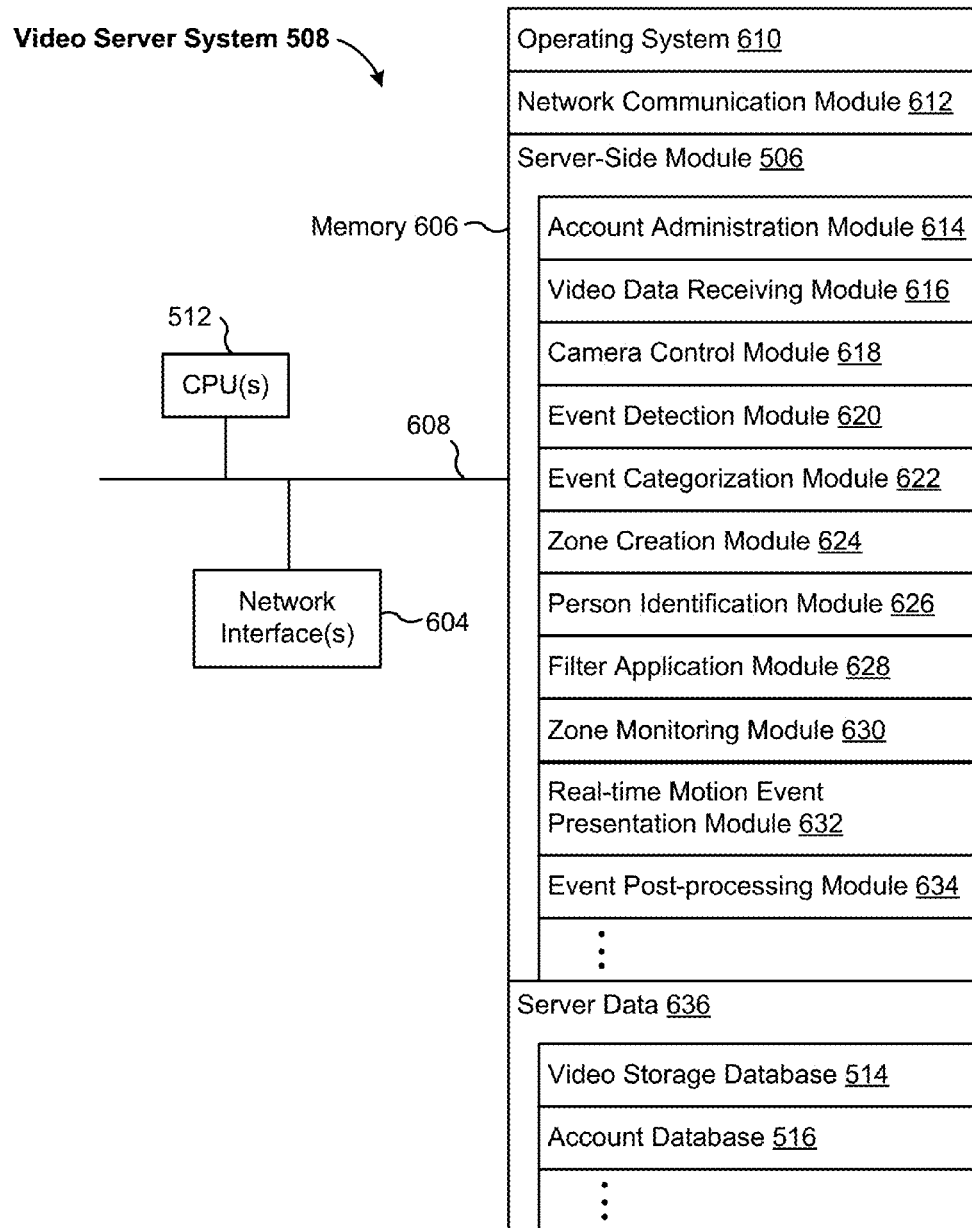 Video Server System 508
Operating System 610
Network Communication Module 612
Server-Side Module 506
Memory 606
Account Administration Module 614
Video Data Receiving Module 616
512
Camera Control Module 618
CPU(s)
Event Detection Module 620
608
Event Categorization Module 622
Zone Creation Module 624
Network
Interface(s)
604
Person Identification Module 626
Filter Application Module 628
Zone Monitoring Module 630
Real-time Motion Event
Presentation Module 632
Event Post-processing Module 634
Server Data 636
Video Storage Database 514
Account Database 516